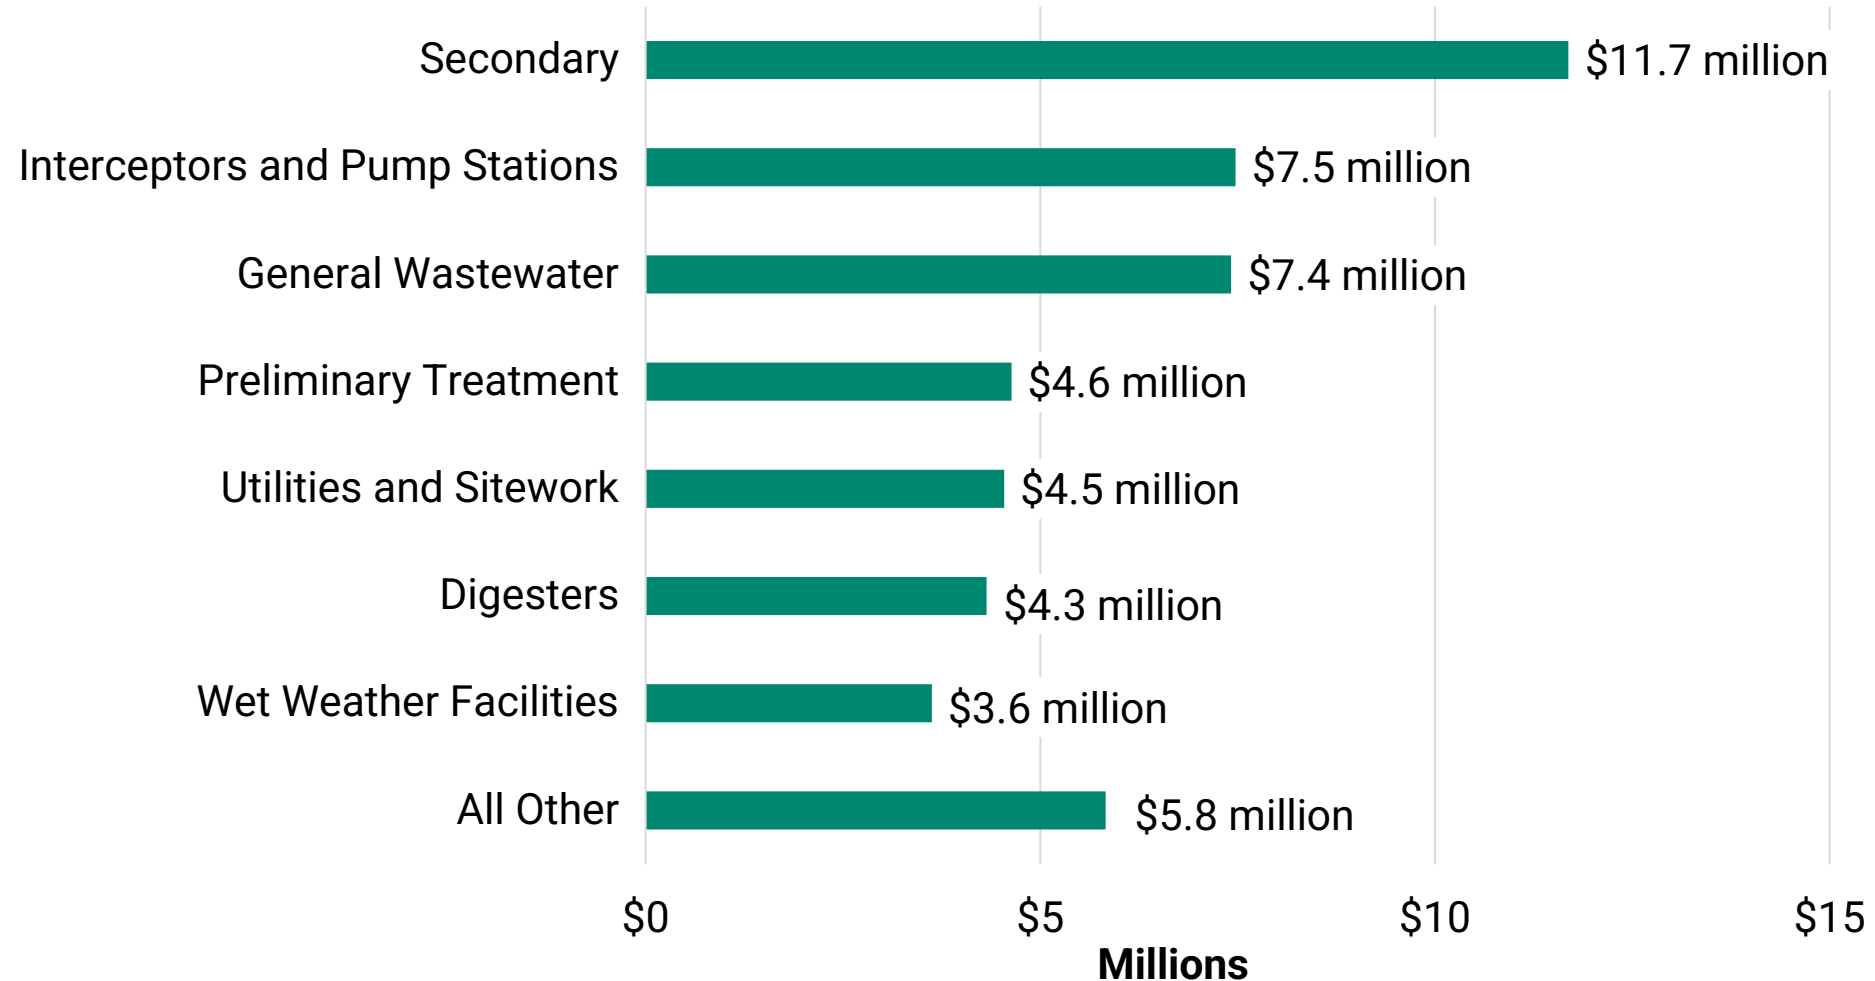 Secondary $11.7 million
Interceptors and Pump Stations $7.5 million
General Wastewater $7.4 million
Preliminary Treatment $4.6 million
Utilities and Sitework $4.5 million
Digesters $4.3 million
Wet Weather Facilities $3.6 million
All Other $5.8 million
$0 $5 $10 $15
Millions